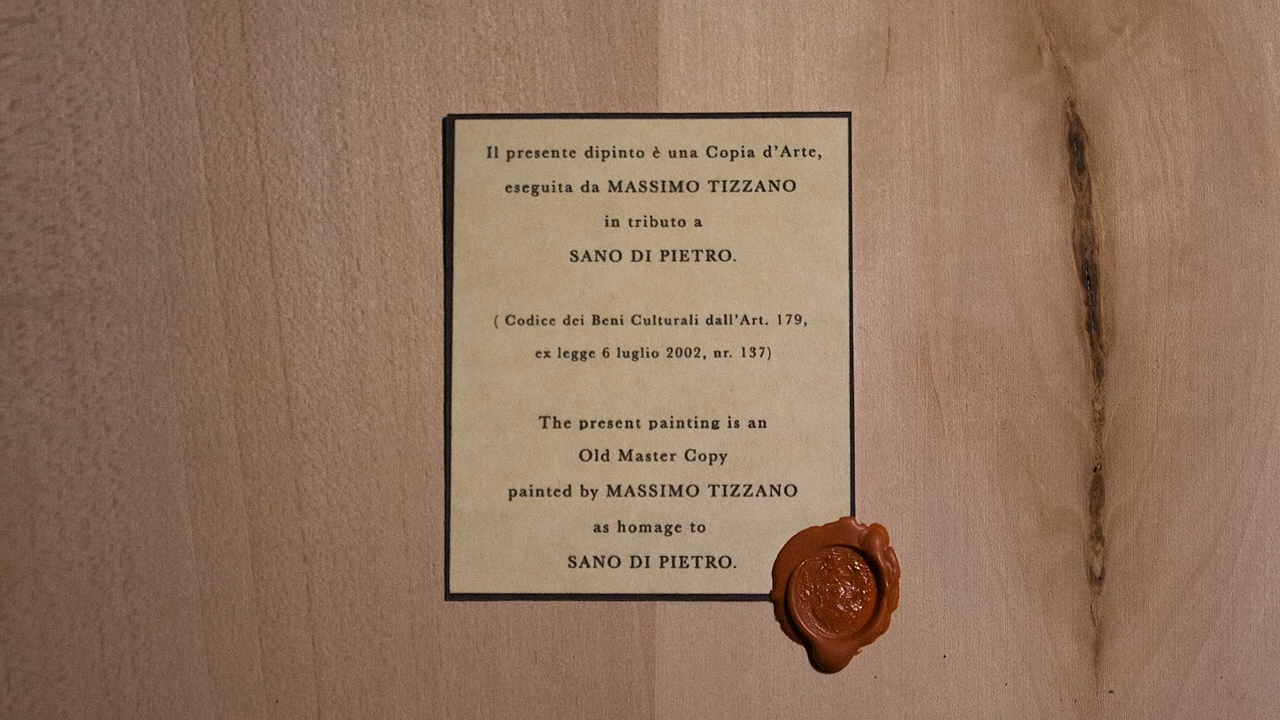 Il presente dipinto è una Copia d'Arte,
eseguita da MASSIMO TIZZANO
in tributo a
SANO DI PIETRO.
( Codice dei Beni Culturali dall'Art. 179,
ex legge 6 luglio 2002, nr. 137)
The present painting is an
Old Master Copy
painted by MASSIMO TIZZANO
as homage to
SANO DI PIETRO.